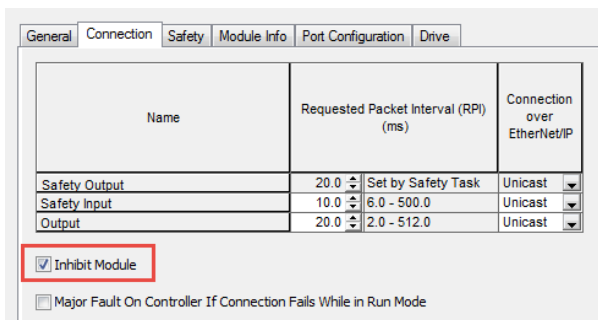 General Connection Safety Module Info Port Configuration Drive
Name
Requested Packet Interval (RPI)
(ms)
Connection
over
EtherNet/IP
Safety Output 20.0 Set by Safety Task Unicast
Safety Input 10.0 6.0 - 500.0 Unicast
Output 20.0 2.0 - 512.0 Unicast
Inhibit Module
Major Fault On Controller If Connection Fails While in Run Mode